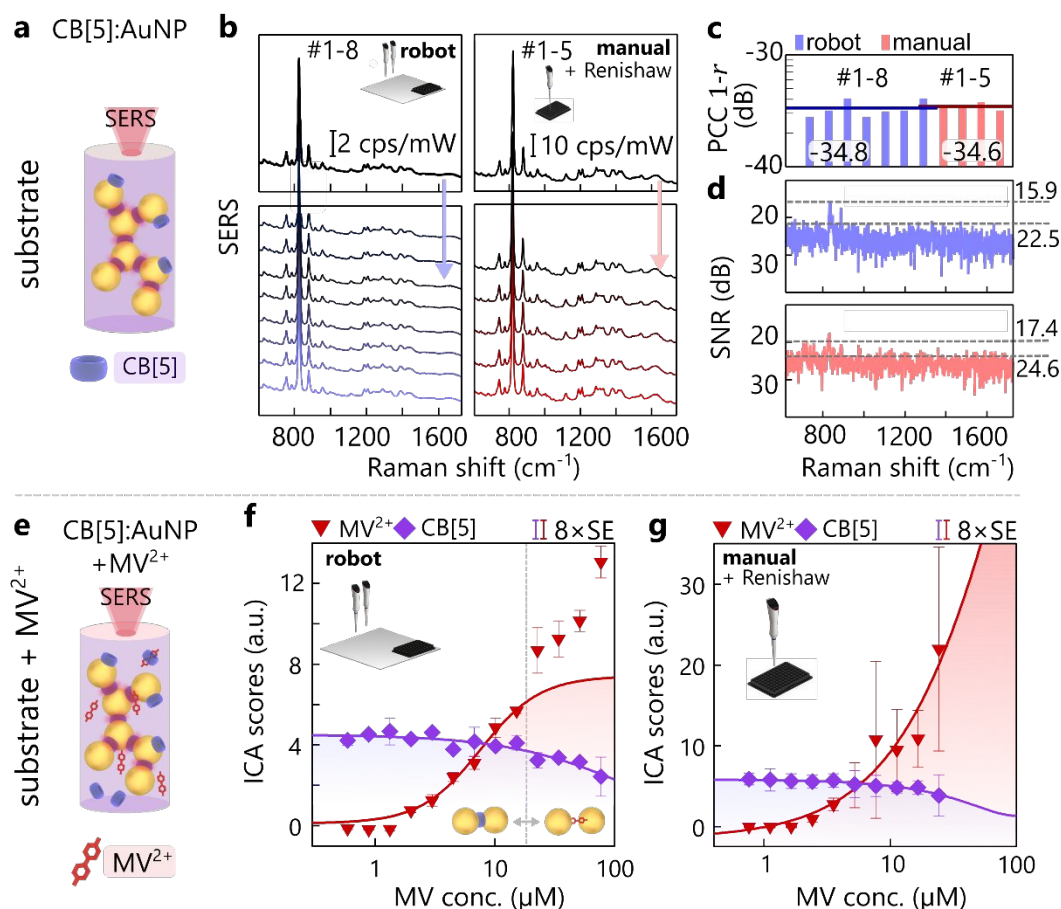 a
CB[5]:AuNP
SERS
substrate
CB[5]
b
#1-8
robot
2 cps/mW
#1-5
manual
+ Renishaw
10 cps/mW
SERS
800 1200 1600
800 1200 1600
Raman shift (cm⁻¹)
c
robot manual
-30
PCC 1-r
(dB)
-40
#1-8
#1-5
-34.8
-34.6
d
20
30
15.9
22.5
SNR (dB)
20
30
17.4
24.6
800 1200 1600
Raman shift (cm⁻¹)
e
CB[5]:AuNP
+MV²⁺
SERS
substrate + MV²⁺
MV²⁺
f
MV²⁺ CB[5] 8×SE
robot
ICA scores (a.u.)
12
8
4
0
1 10 100
MV conc. (µM)
g
MV²⁺ CB[5] 8×SE
manual
+ Renishaw
ICA scores (a.u.)
30
20
10
0
1 10 100
MV conc. (µM)